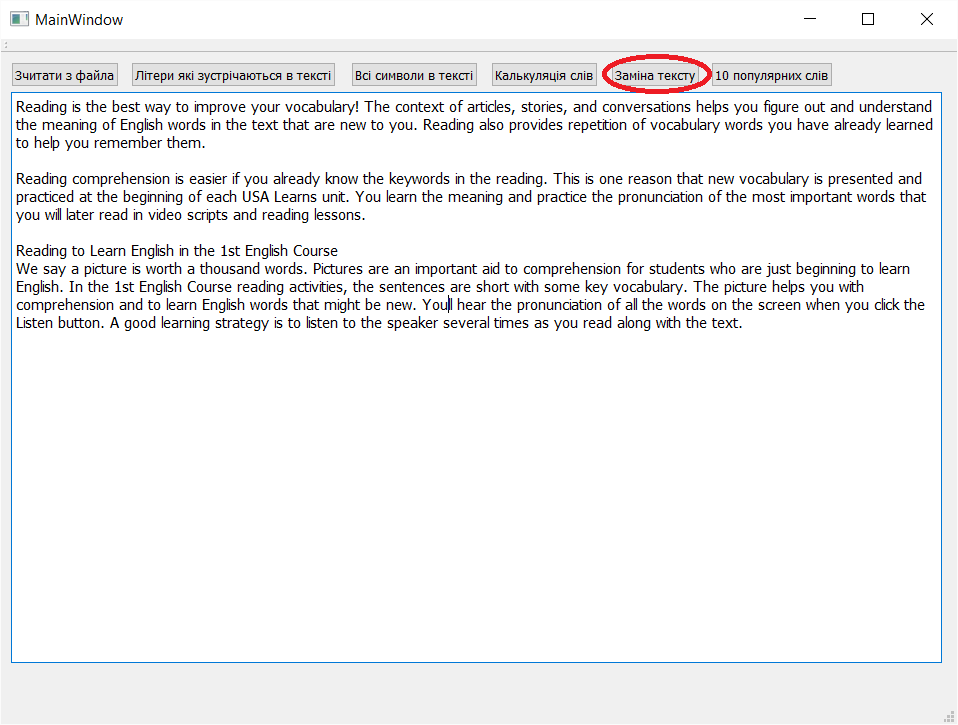 MainWindow
Зчитати з файла Літери які зустрічаються в тексті Всі символи в тексті Калькуляція слів Заміна тексту 10 популярних слів
Reading is the best way to improve your vocabulary! The context of articles, stories, and conversations helps you figure out and understand
the meaning of English words in the text that are new to you. Reading also provides repetition of vocabulary words you have already learned
to help you remember them.
Reading comprehension is easier if you already know the keywords in the reading. This is one reason that new vocabulary is presented and
practiced at the beginning of each USA Learns unit. You learn the meaning and practice the pronunciation of the most important words that
you will later read in video scripts and reading lessons.
Reading to Learn English in the 1st English Course
We say a picture is worth a thousand words. Pictures are an important aid to comprehension for students who are just beginning to learn
English. In the 1st English Course reading activities, the sentences are short with some key vocabulary. The picture helps you with
comprehension and to learn English words that might be new. Youll hear the pronunciation of all the words on the screen when you click the
Listen button. A good learning strategy is to listen to the speaker several times as you read along with the text.